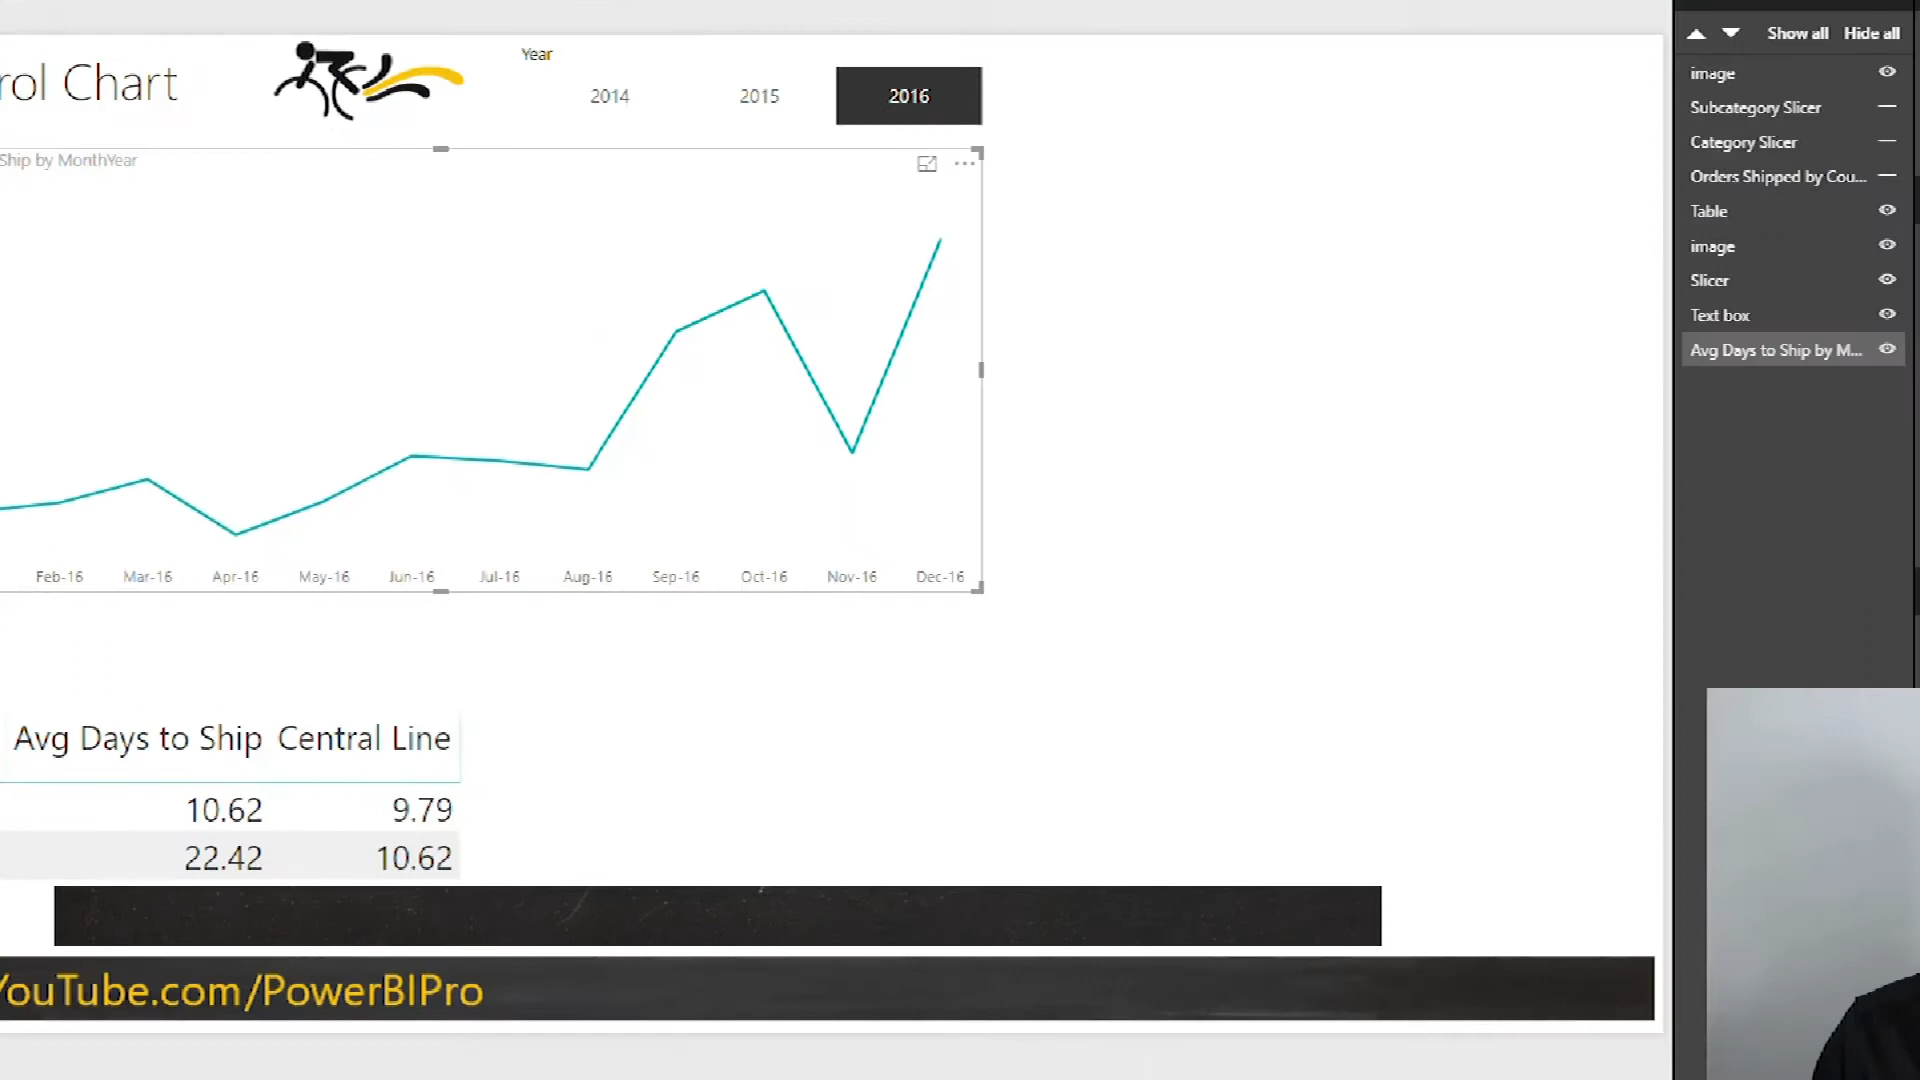 rol Chart
Year
2014
2015
2016
Ship by MonthYear
Feb-16
Mar-16
Apr-16
May-16
Jun-16
Jul-16
Aug-16
Sep-16
Oct-16
Nov-16
Dec-16
Avg Days to Ship Central Line
10.62 9.79
22.42 10.62
YouTube.com/PowerBIPro
Show all Hide all
image
Subcategory Slicer
Category Slicer
Orders Shipped by Cou...
Table
image
Slicer
Text box
Avg Days to Ship by M...